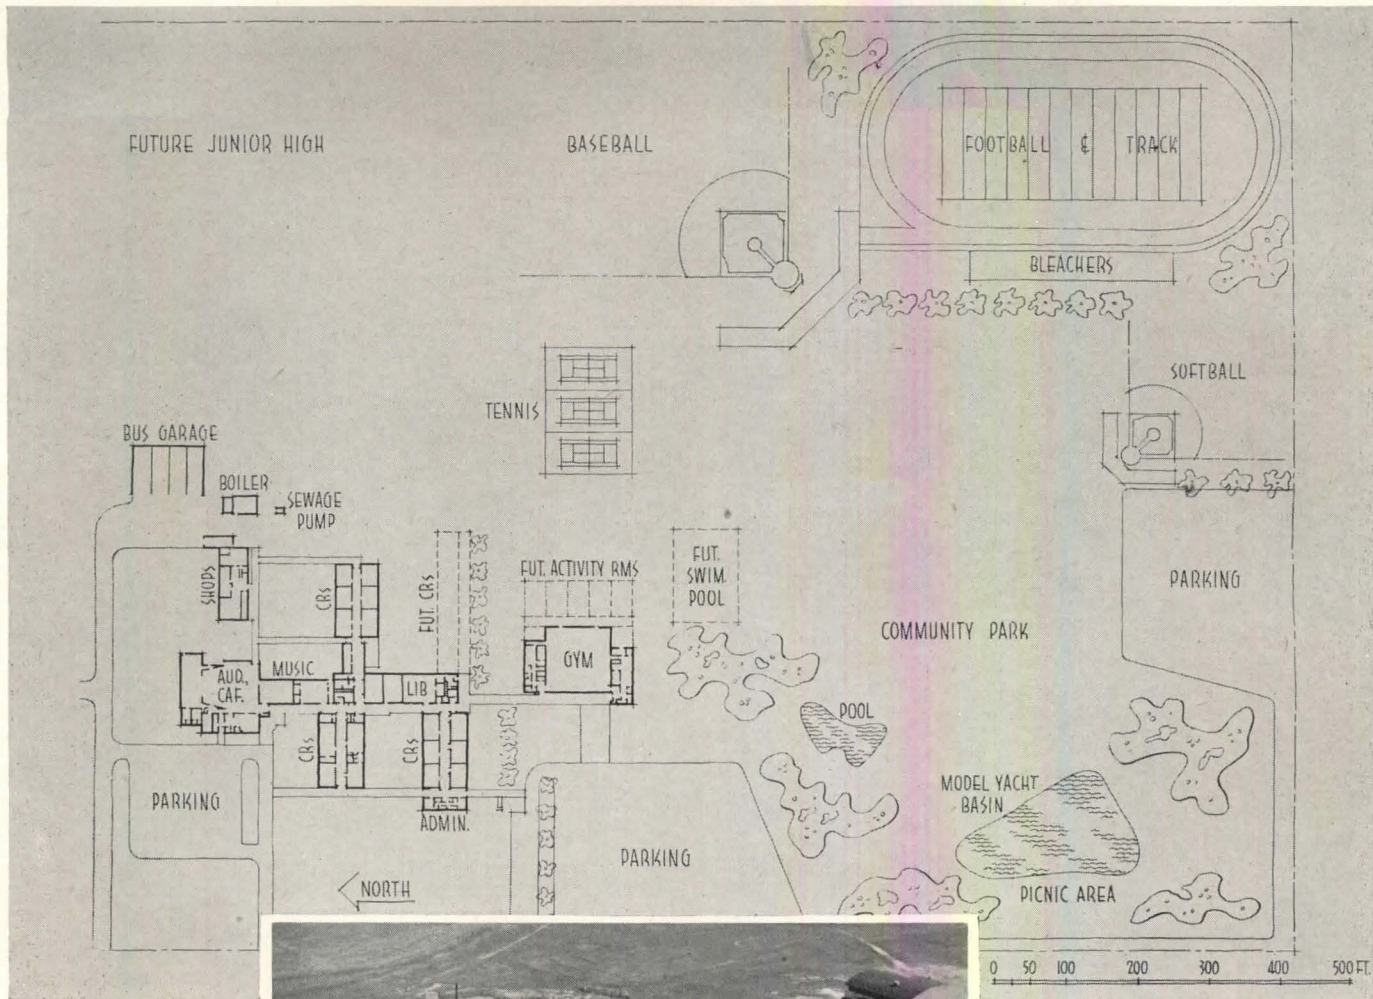 FUTURE JUNIOR HIGH
BASEBALL
FOOTBALL & TRACK
BLEACHERS
SOFTBALL
TENNIS
BUS GARAGE
BOILER
SEWAGE
PUMP
SHOPS
CRs
FUT. CRs
FUT. ACTIVITY RMS
FUT.
SWIM.
POOL
PARKING
COMMUNITY PARK
MUSIC
AUD.,
CAF.
LIB
GYM
POOL
CRs
CRs
MODEL YACHT
BASIN
PARKING
ADMIN.
PARKING
NORTH
PICNIC AREA
0 50 100 200 300 400 500 FT.